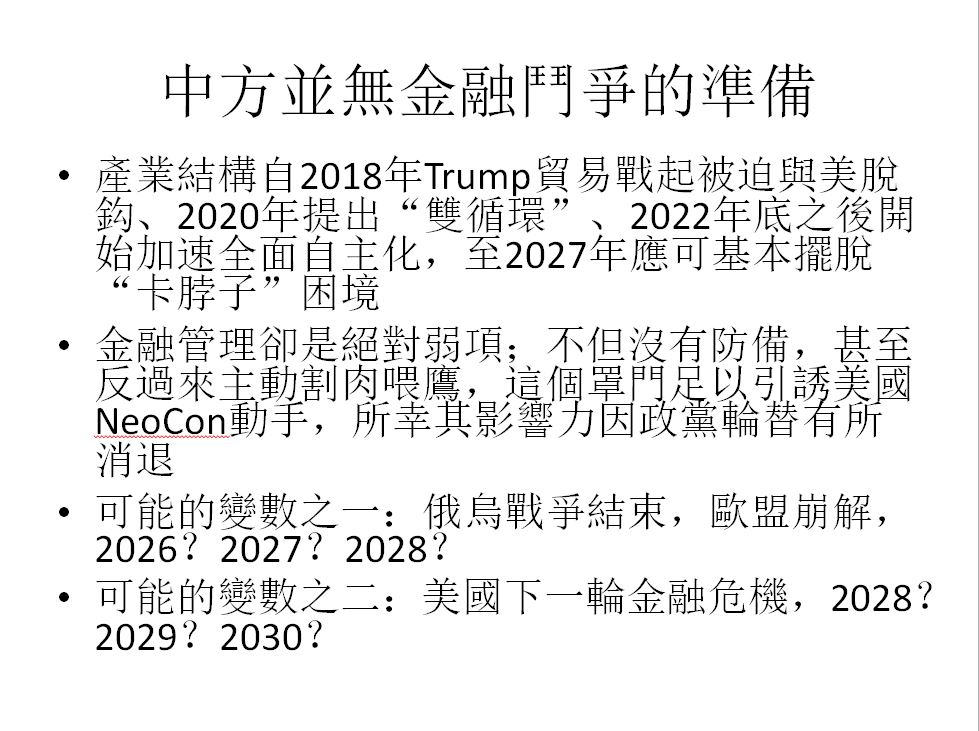 中方並無金融鬥爭的準備
• 產業結構自2018年Trump貿易戰起被迫與美脫
鈎、2020年提出“雙循環”、2022年底之後開
始加速全面自主化，至2027年應可基本擺脫
“卡脖子”困境
• 金融管理卻是絕對弱項；不但沒有防備，甚至
反過來主動割肉喂鷹，這個罩門足以引誘美國
NeoCon動手，所幸其影響力因政黨輪替有所
消退
• 可能的變數之一：俄烏戰爭結束，歐盟崩解，
2026？2027？2028？
• 可能的變數之二：美國下一輪金融危機，2028？
2029？2030？